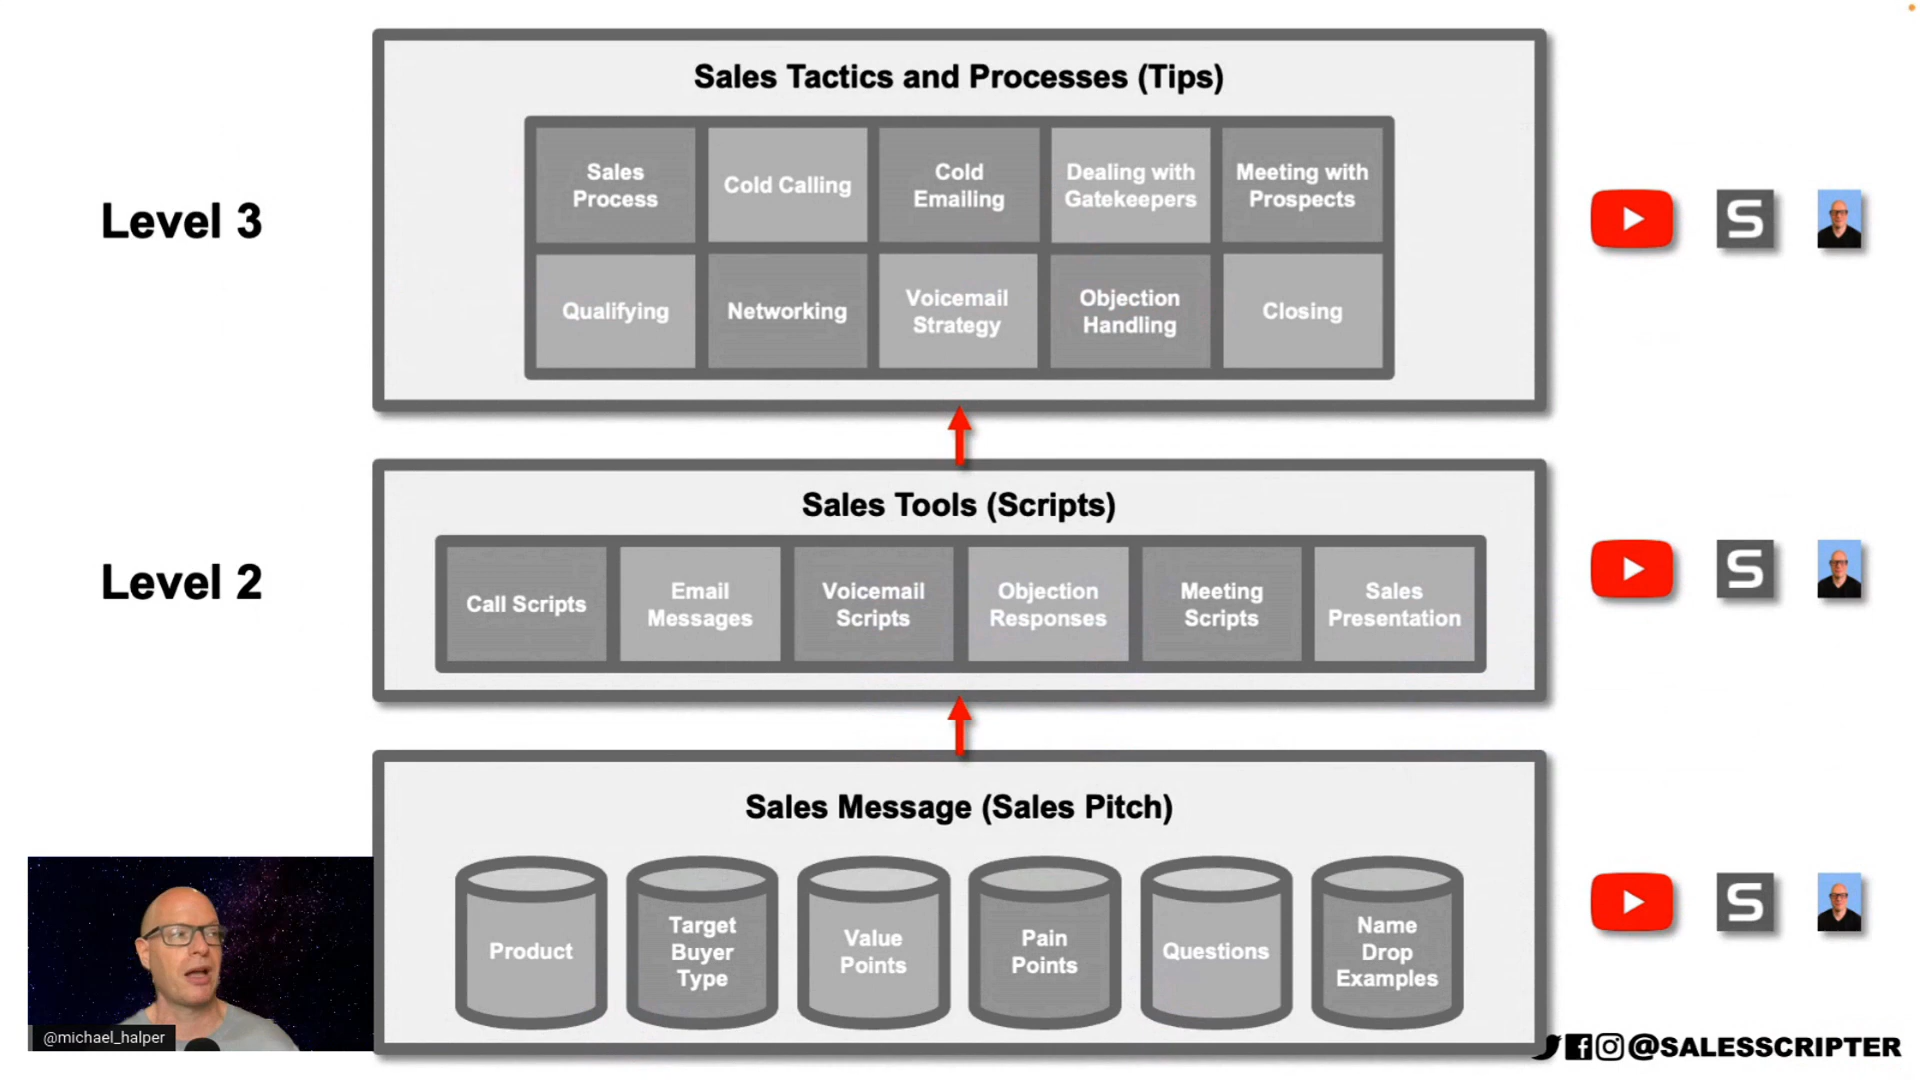 Sales Tactics and Processes (Tips)
Level 3
Sales
Process
Cold Calling
Cold
Emailing
Dealing with
Gatekeepers
Meeting with
Prospects
Qualifying
Networking
Voicemail
Strategy
Objection
Handling
Closing
S
Sales Tools (Scripts)
Level 2
Call Scripts
Email
Messages
Voicemail
Scripts
Objection
Responses
Meeting
Scripts
Sales
Presentation
S
Sales Message (Sales Pitch)
Product
Target
Buyer
Type
Value
Points
Pain
Points
Questions
Name
Drop
Examples
S
@michael_halper
@SALESSCRIPTER